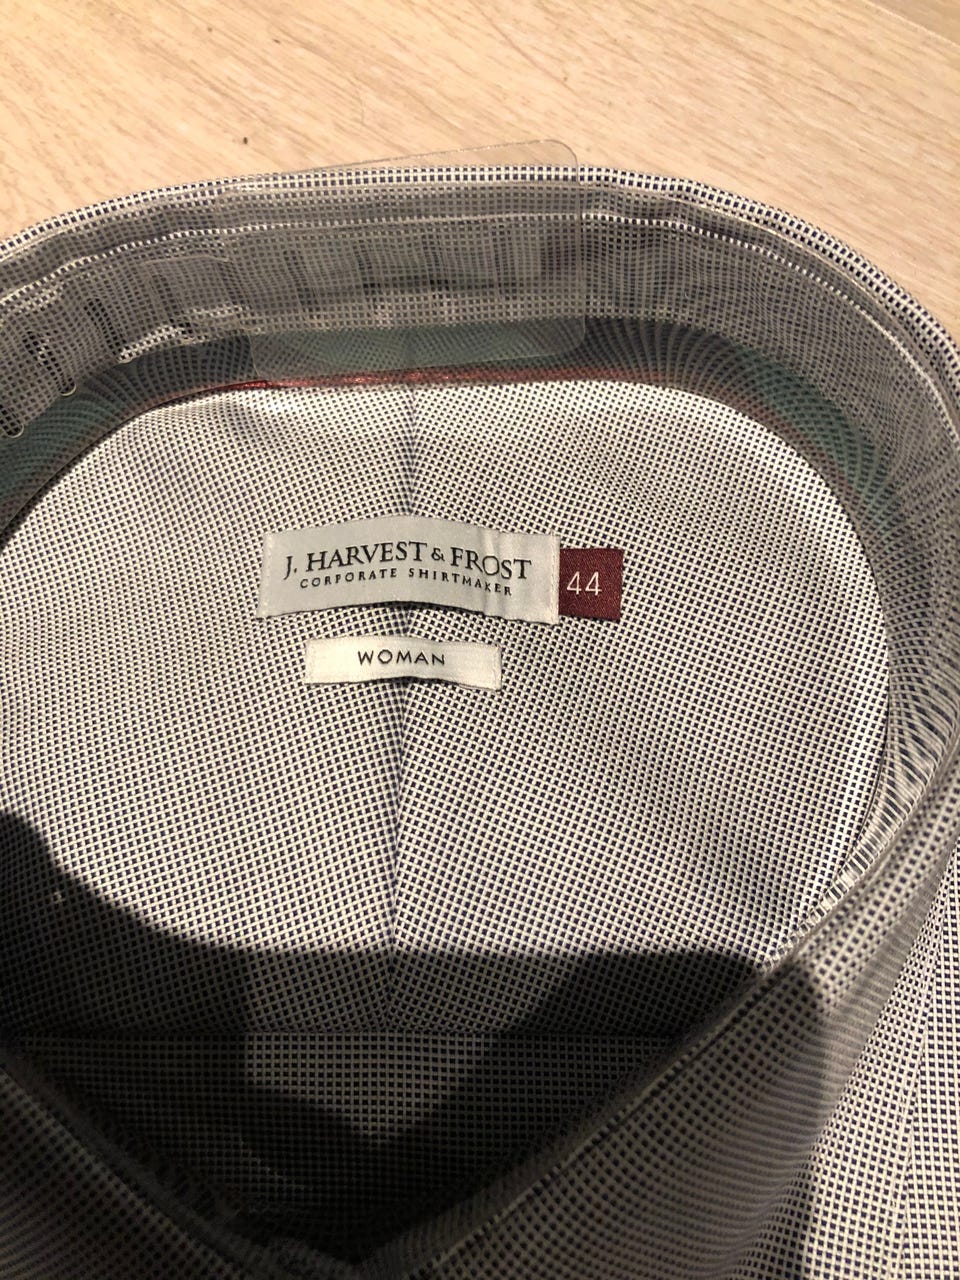 J. HARVEST & FROST
CORPORATE SHIRTMAKER
44
WOMAN